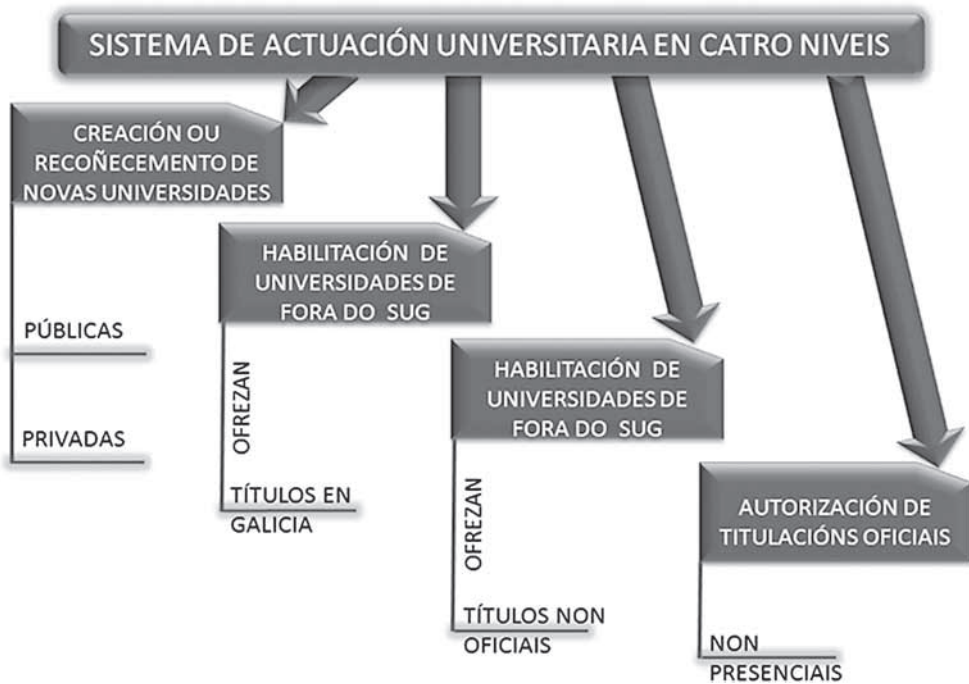 SISTEMA DE ACTUACIÓN UNIVERSITARIA EN CATRO NIVEIS
CREACIÓN OU
RECOÑECEMENTO DE
NOVAS UNIVERSIDADES
PÚBLICAS
PRIVADAS
HABILITACIÓN DE
UNIVERSIDADES DE
FORA DO SUG
OFREZAN
TÍTULOS EN
GALICIA
HABILITACIÓN DE
UNIVERSIDADES DE
FORA DO SUG
OFREZAN
TÍTULOS NON
OFICIAIS
AUTORIZACIÓN DE
TITULACIÓNS OFICIAIS
NON
PRESENCIAIS